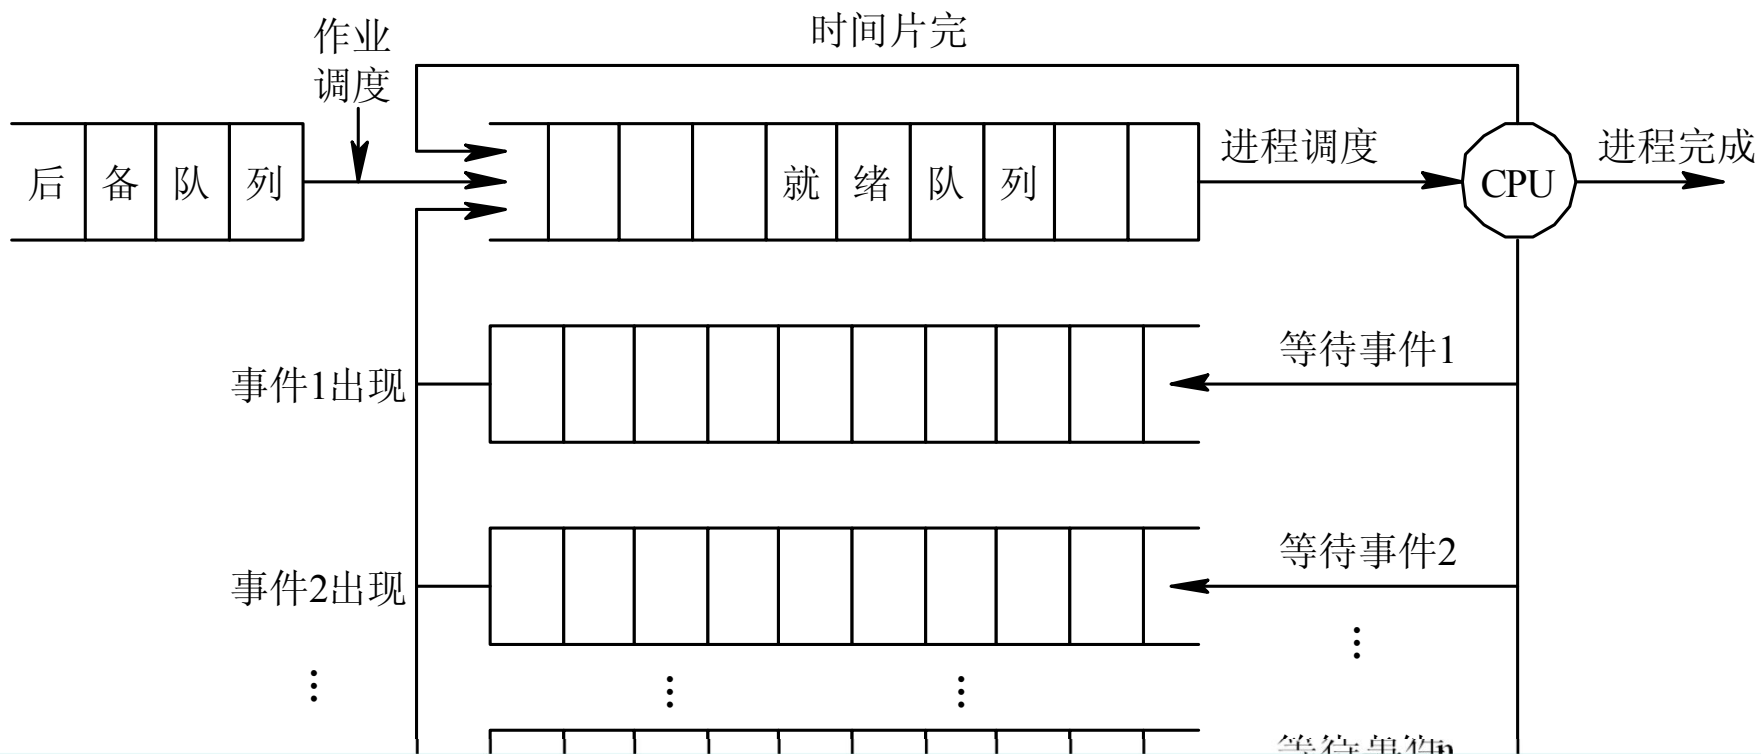 时间片完
作业
调度
后备队列
就绪队列
进程调度
CPU
进程完成
等待事件1
事件1出现
等待事件2
事件2出现